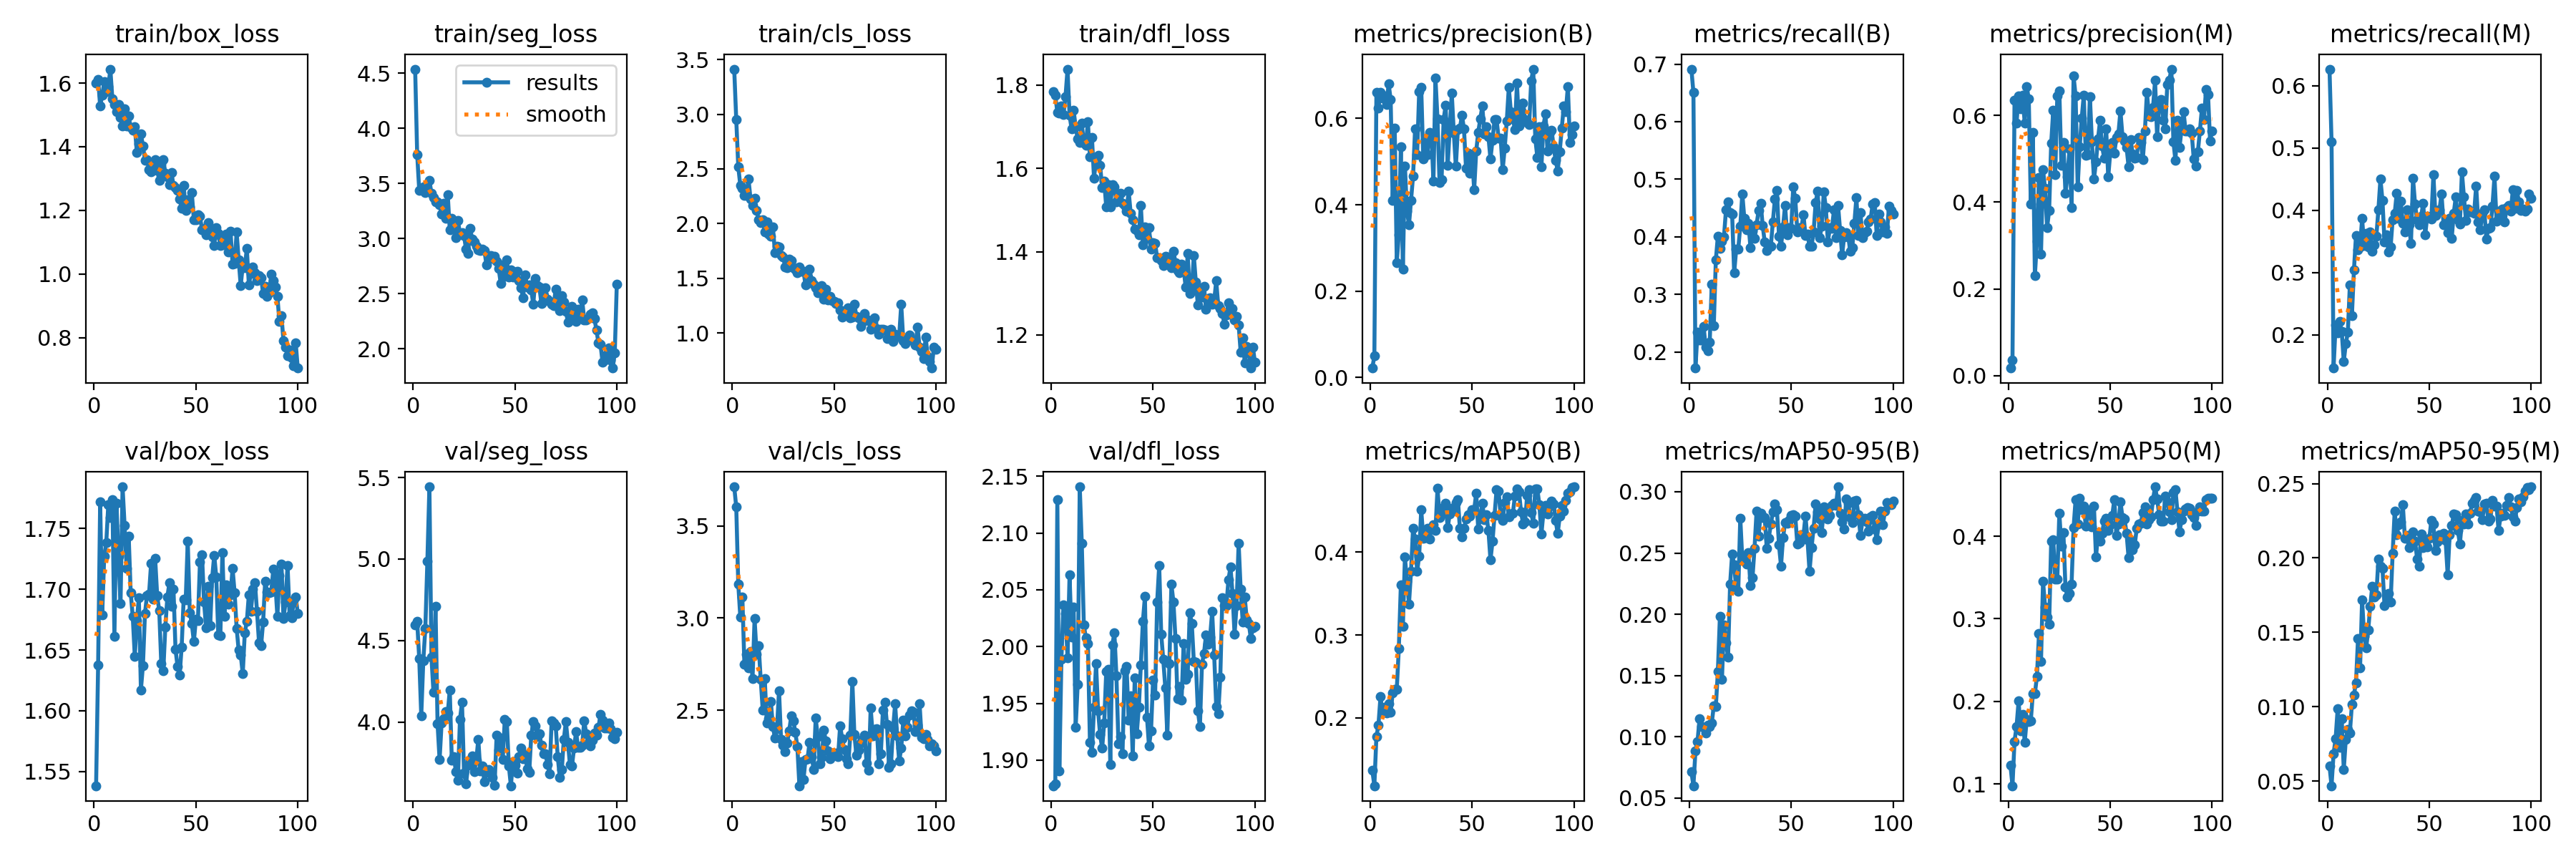 train/box_loss
train/seg_loss
train/cls_loss
train/dfl_loss
metrics/precision(B)
metrics/recall(B)
metrics/precision(M)
metrics/recall(M)
1.6
1.4
1.2
1.0
0.8
0 50 100
4.5
4.0
3.5
3.0
2.5
2.0
results
smooth
0 50 100
3.5
3.0
2.5
2.0
1.5
1.0
0 50 100
1.8
1.6
1.4
1.2
0 50 100
0.6
0.4
0.2
0.0
0 50 100
0.7
0.6
0.5
0.4
0.3
0.2
0 50 100
0.6
0.4
0.2
0.0
0 50 100
0.6
0.5
0.4
0.3
0.2
0 50 100
val/box_loss
val/seg_loss
val/cls_loss
val/dfl_loss
metrics/mAP50(B)
metrics/mAP50-95(B)
metrics/mAP50(M)
metrics/mAP50-95(M)
1.75
1.70
1.65
1.60
1.55
0 50 100
5.5
5.0
4.5
4.0
0 50 100
3.5
3.0
2.5
0 50 100
2.15
2.10
2.05
2.00
1.95
1.90
0 50 100
0.4
0.3
0.2
0 50 100
0.30
0.25
0.20
0.15
0.10
0.05
0 50 100
0.4
0.3
0.2
0.1
0 50 100
0.25
0.20
0.15
0.10
0.05
0 50 100